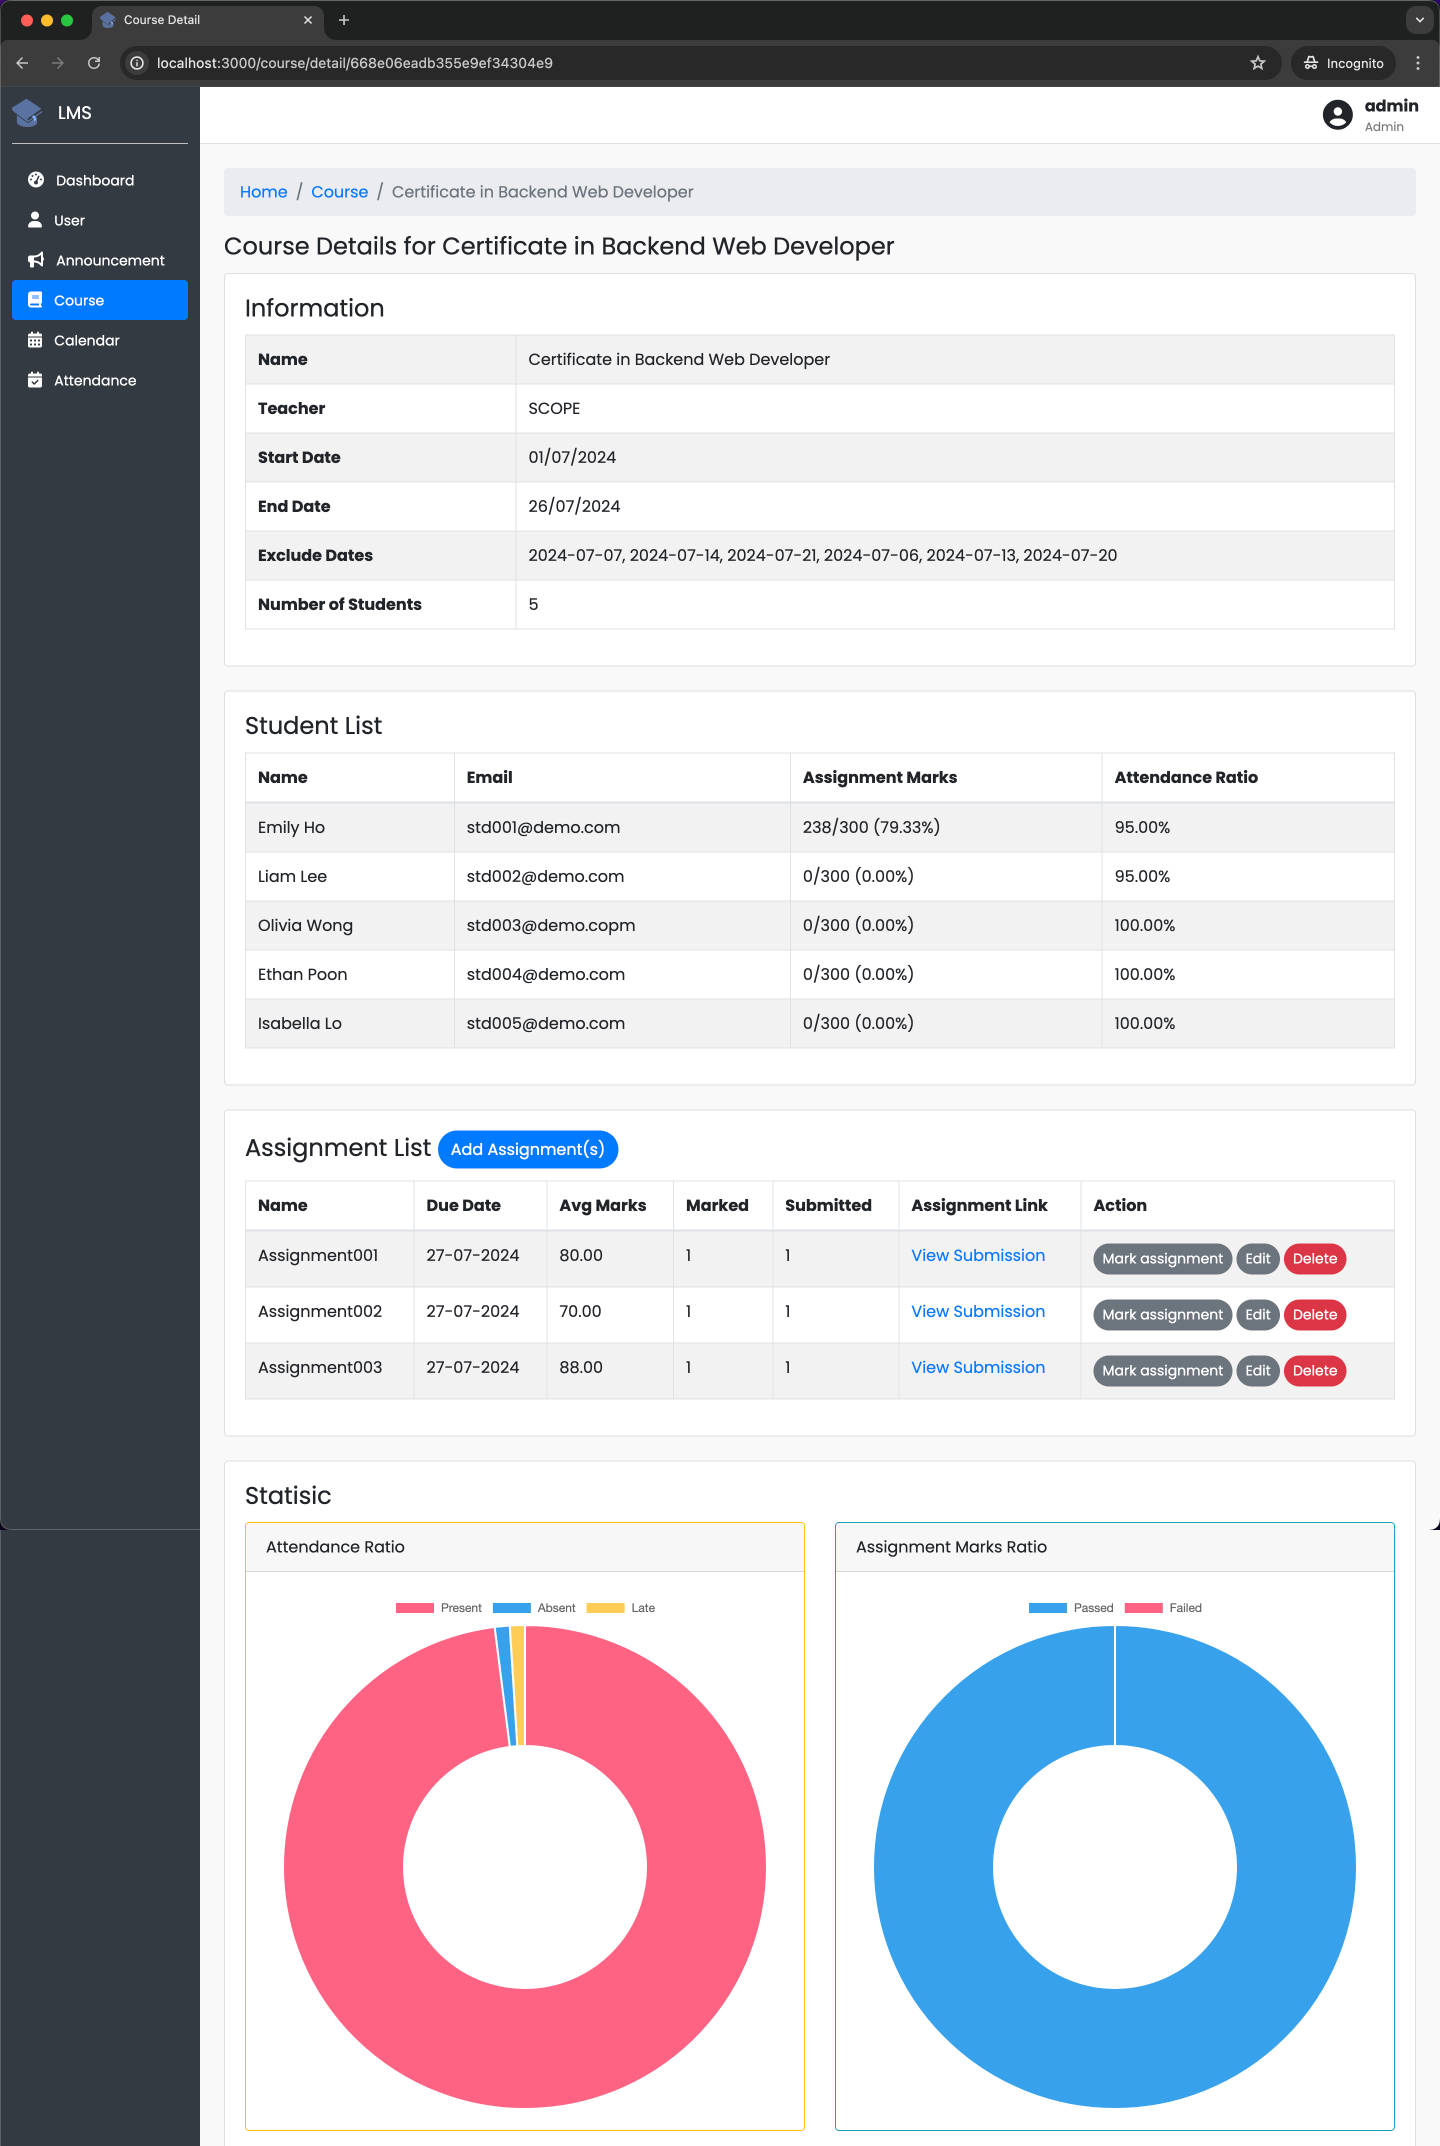 Course Detail
localhost:3000/course/detail/668e06eadb355e9ef34304e9
Incognito
LMS
admin
Admin
Dashboard
User
Announcement
Course
Calendar
Attendance
Home / Course / Certificate in Backend Web Developer
Course Details for Certificate in Backend Web Developer
Information
Name Certificate in Backend Web Developer
Teacher SCOPE
Start Date 01/07/2024
End Date 26/07/2024
Exclude Dates 2024-07-07, 2024-07-14, 2024-07-21, 2024-07-06, 2024-07-13, 2024-07-20
Number of Students 5
Student List
Name Email Assignment Marks Attendance Ratio
Emily Ho std001@demo.com 238/300 (79.33%) 95.00%
Liam Lee std002@demo.com 0/300 (0.00%) 95.00%
Olivia Wong std003@demo.copm 0/300 (0.00%) 100.00%
Ethan Poon std004@demo.com 0/300 (0.00%) 100.00%
Isabella Lo std005@demo.com 0/300 (0.00%) 100.00%
Assignment List Add Assignment(s)
Name Due Date Avg Marks Marked Submitted Assignment Link Action
Assignment001 27-07-2024 80.00 1 1 View Submission Mark assignment Edit Delete
Assignment002 27-07-2024 70.00 1 1 View Submission Mark assignment Edit Delete
Assignment003 27-07-2024 88.00 1 1 View Submission Mark assignment Edit Delete
Statisic
Attendance Ratio
Present Absent Late
Assignment Marks Ratio
Passed Failed